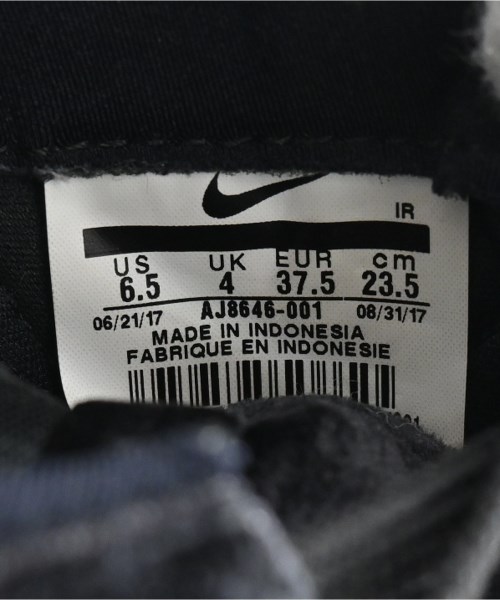 IR
US UK EUR cm
6.5 4 37.5 23.5
06/21/17 AJ8646-001 08/31/17
MADE IN INDONESIA
FABRIQUE EN INDONESIE